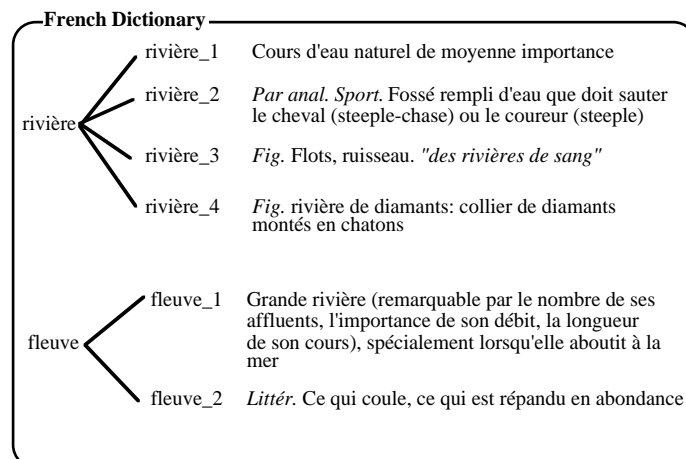 French Dictionary
rivière
rivière_1 Cours d'eau naturel de moyenne importance
rivière_2 Par anal. Sport. Fossé rempli d'eau que doit sauter
le cheval (steeple-chase) ou le coureur (steeple)
rivière_3 Fig. Flots, ruisseau. "des rivières de sang"
rivière_4 Fig. rivière de diamants: collier de diamants
montés en chatons
fleuve
fleuve_1 Grande rivière (remarquable par le nombre de ses
affluents, l'importance de son débit, la longueur
de son cours), spécialement lorsqu'elle aboutit à la
mer
fleuve_2 Littér. Ce qui coule, ce qui est répandu en abondance